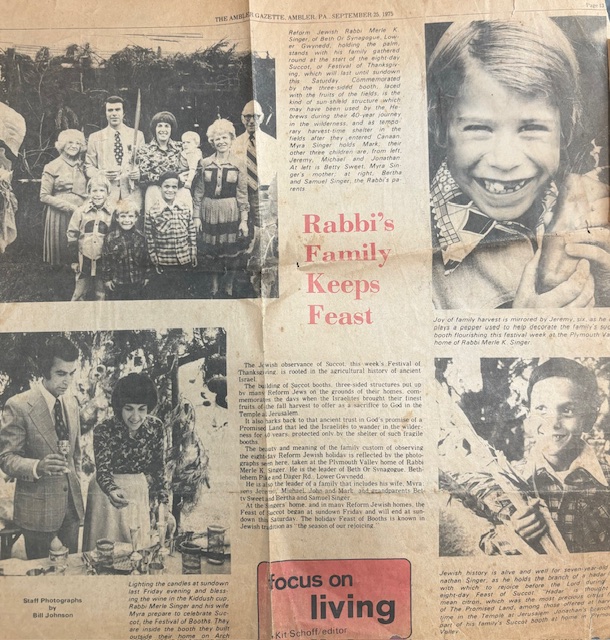 THE AMBLER GAZETTE, AMBLER, PA. SEPTEMBER 25, 1975
Page 13
Reform Jewish Rabbi Merle K.
Singer, of Beth Or Synagogue, Low-
er Gwynedd, holding the palm,
stands with his family gathered
round at the start of the eight-day
Succot, or Festival of Thanksgiv-
ing, which will last until sundown
this Saturday. Commemorated
by the three-sided booth, laced
with the fruits of the fields, is the
kind of sun-shield structure which
may have been used by the He-
brews during their 40-year journey
in the wilderness, and as tempo-
rary harvest-time shelter in the
fields after they entered Canaan.
Myra Singer holds Mark; their
other three children are, from left,
Jeremy, Michael and Jonathan.
At left is Betty Sweet, Myra Sin-
ger's mother; at right, Bertha
and Samuel Singer, the Rabbi's pa-
rents
Rabbi's
Family
Keeps
Feast
Joy of family harvest is mirrored by Jeremy, six, as he
plays a pepper used to help decorate the family's
booth flourishing this festival week at the Plymouth
home of Rabbi Merle K. Singer.
The Jewish observance of Succot, this week's Festival of
Thanksgiving, is rooted in the agricultural history of ancient
Israel.
The building of Succot booths, three-sided structures put up
by many Reform Jews on the grounds of their homes, com-
memorates the days when the Israelites brought their finest
fruits of the fall harvest to offer as a sacrifice to God in the
Temple at Jerusalem.
It also harks back to that ancient trust in God's promise of a
Promised Land that led the Israelites to wander in the wilder-
ness for 40 years, protected only by the shelter of such fragile
booths.
The beauty and meaning of the family custom of observing
the eight-day Reform Jewish holiday is reflected by the photo-
graphs seen here, taken at the Plymouth Valley home of Rabbi
Merle K. Singer. He is the leader of Beth Or Synagogue, Beth-
lehem Pike and Dager Rd., Lower Gwynedd.
He is also the leader of a family that includes his wife, Myra,
sons Jeremy, Michael, John and Mark, and grandparents Bet-
ty Sweet and Bertha and Samuel Singer.
At the Singers' home, and in many Reform Jewish homes, the
Feast of Succot began at sundown Friday and will end at sun-
down this Saturday. The holiday Feast of Booths is known in
Jewish tradition as "the season of our rejoicing."
Staff Photographs
by
Bill Johnson
Lighting the candles at sundown
last Friday evening and bless-
ing the wine in the Kiddush cup,
Rabbi Merle Singer and his wife
Myra prepare to celebrate Suc-
cot, the Festival of Booths. They
are inside the booth they built
outside their home on Arch
focus on
living
Kit Schoff/editor
Jewish history is alive and well for seven-year-old
nathan Singer, as he holds the branch of a
with which to rejoice before the Lord during
eight-day Feast of Succot. "Hadar" is thought
mean citron, which was the most precious
of The Promised Land, among those offered
time in the Temple at Jerusalem.
part of his family's Succot booth at home in
Valley.